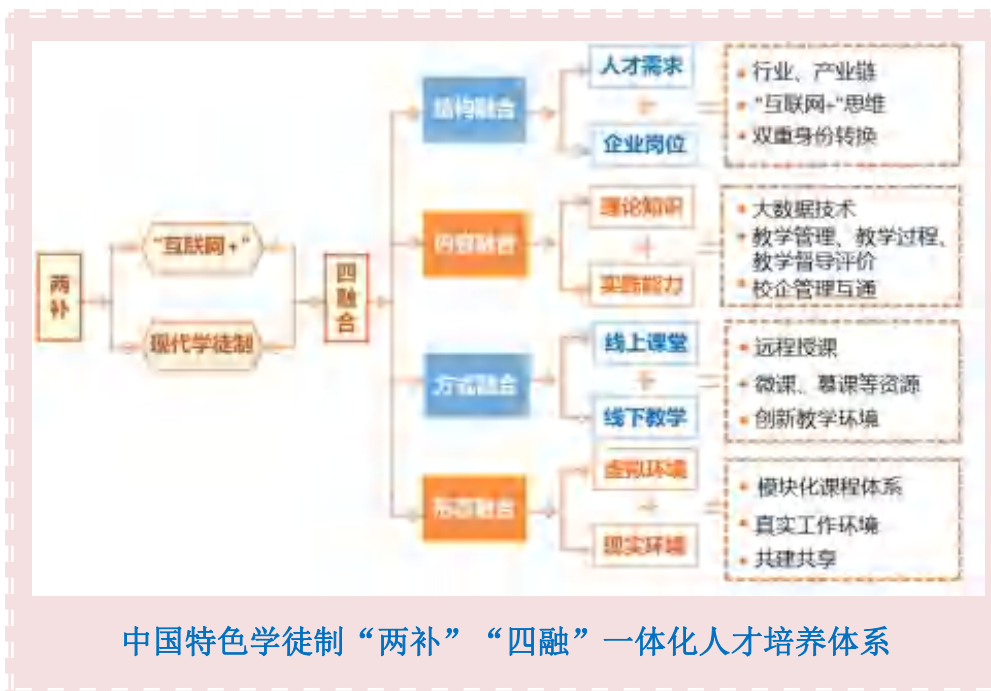 两补
"互联网+"
现代学徒制
四融合
结构融合
人才需求
+
企业岗位
=
• 行业、产业链
• "互联网+"思维
• 双重身份转换
内容融合
理论知识
+
实践能力
=
• 大数据技术
• 教学管理、教学过程、
教学督导评价
• 校企管理互通
方式融合
线上课堂
+
线下教学
=
• 远程授课
• 微课、慕课等资源
• 创新教学环境
形态融合
虚拟环境
+
现实环境
=
• 模块化课程体系
• 真实工作环境
• 共建共享
中国特色学徒制“两补”“四融”一体化人才培养体系